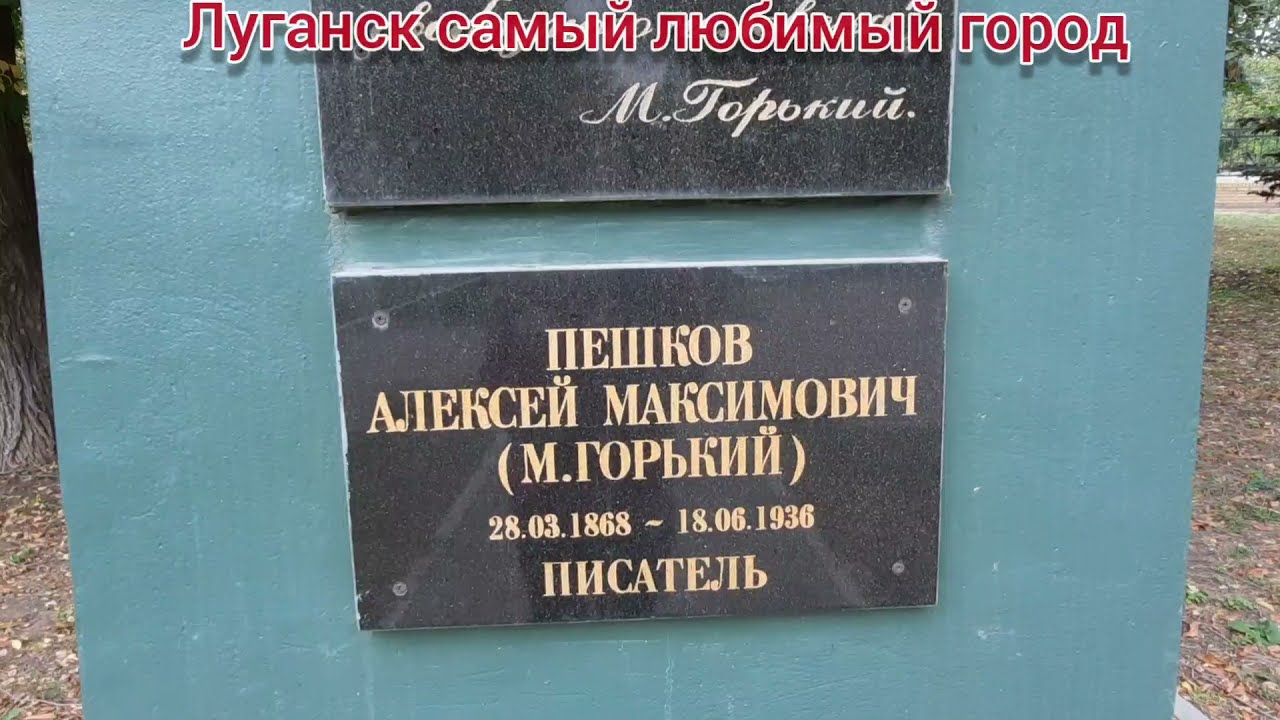 Луганск самый любимый город
М.Горький.
ПЕШКОВ
АЛЕКСЕЙ МАКСИМОВИЧ
(М.ГОРЬКИЙ)
28.03.1868 ~ 18.06.1936
ПИСАТЕЛЬ